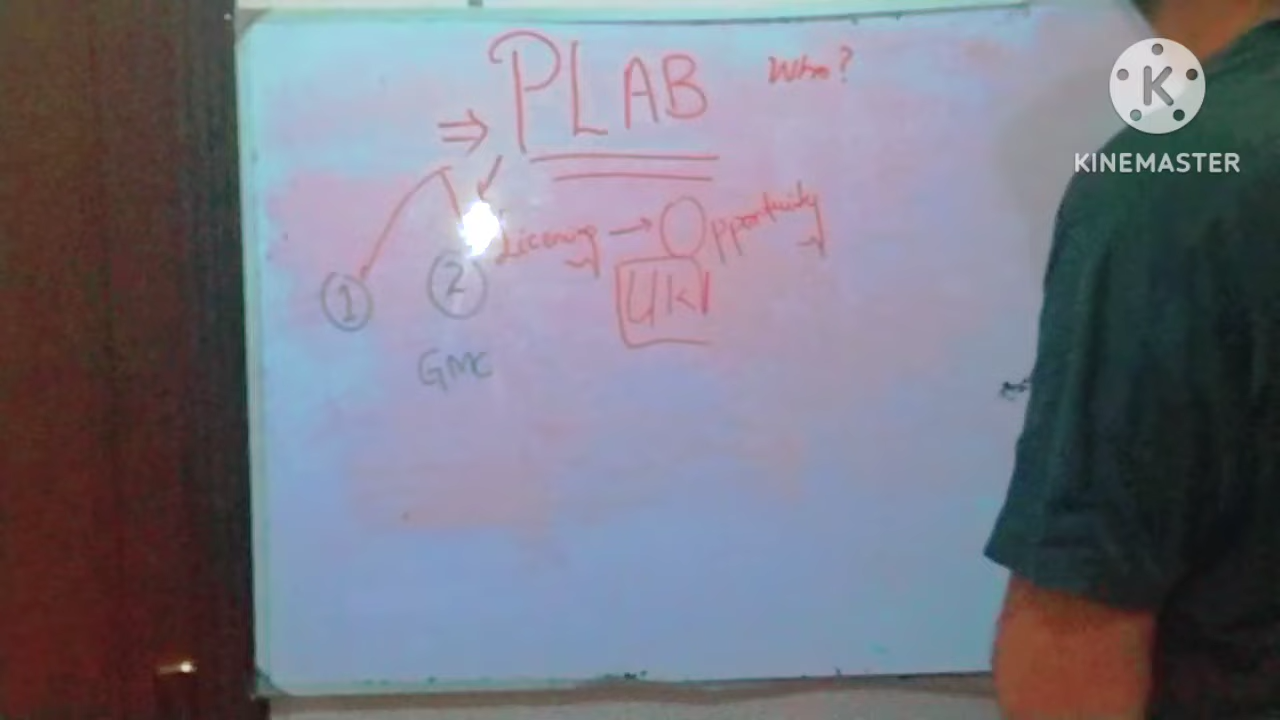 PLAB Who?
K
KINEMASTER
Licensing Opportunity
1 2 UK
GMC